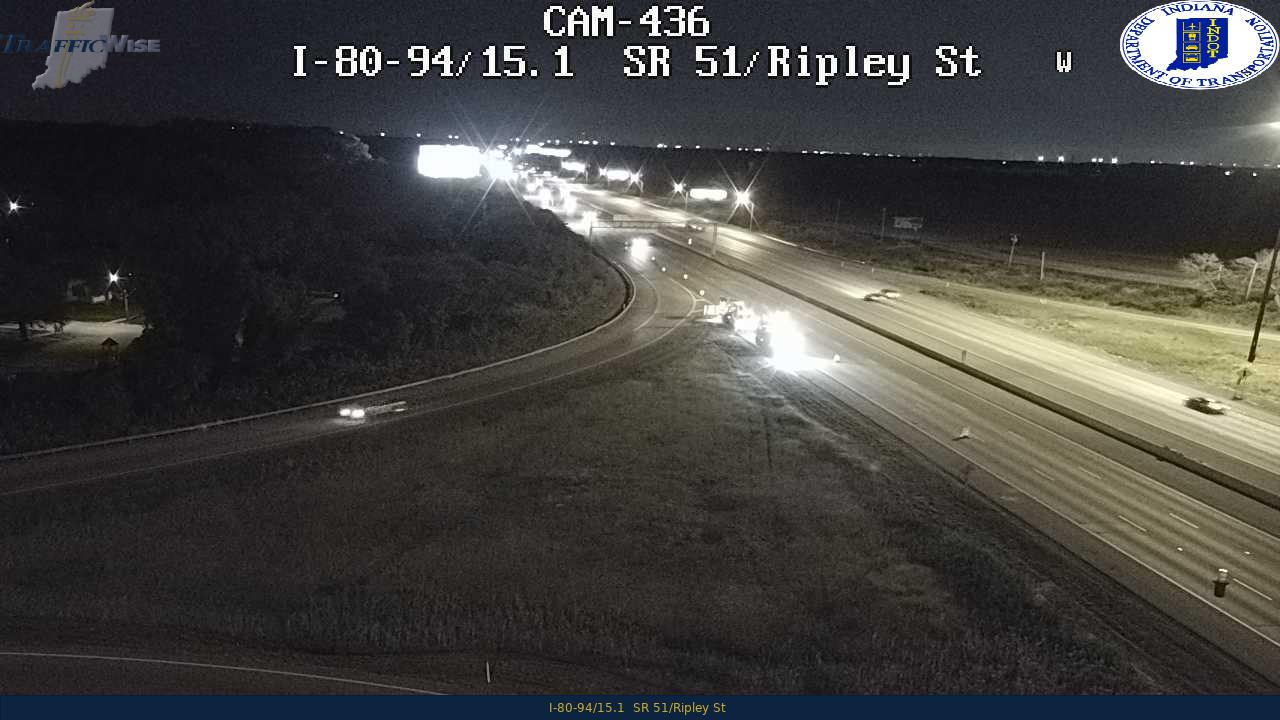 CAM-436
I-80-94/15.1 SR 51/Ripley St W
TRAFFICWISE
INDIANA
DEPARTMENT OF TRANSPORTATION
INDOT
I-80-94/15.1 SR 51/Ripley St